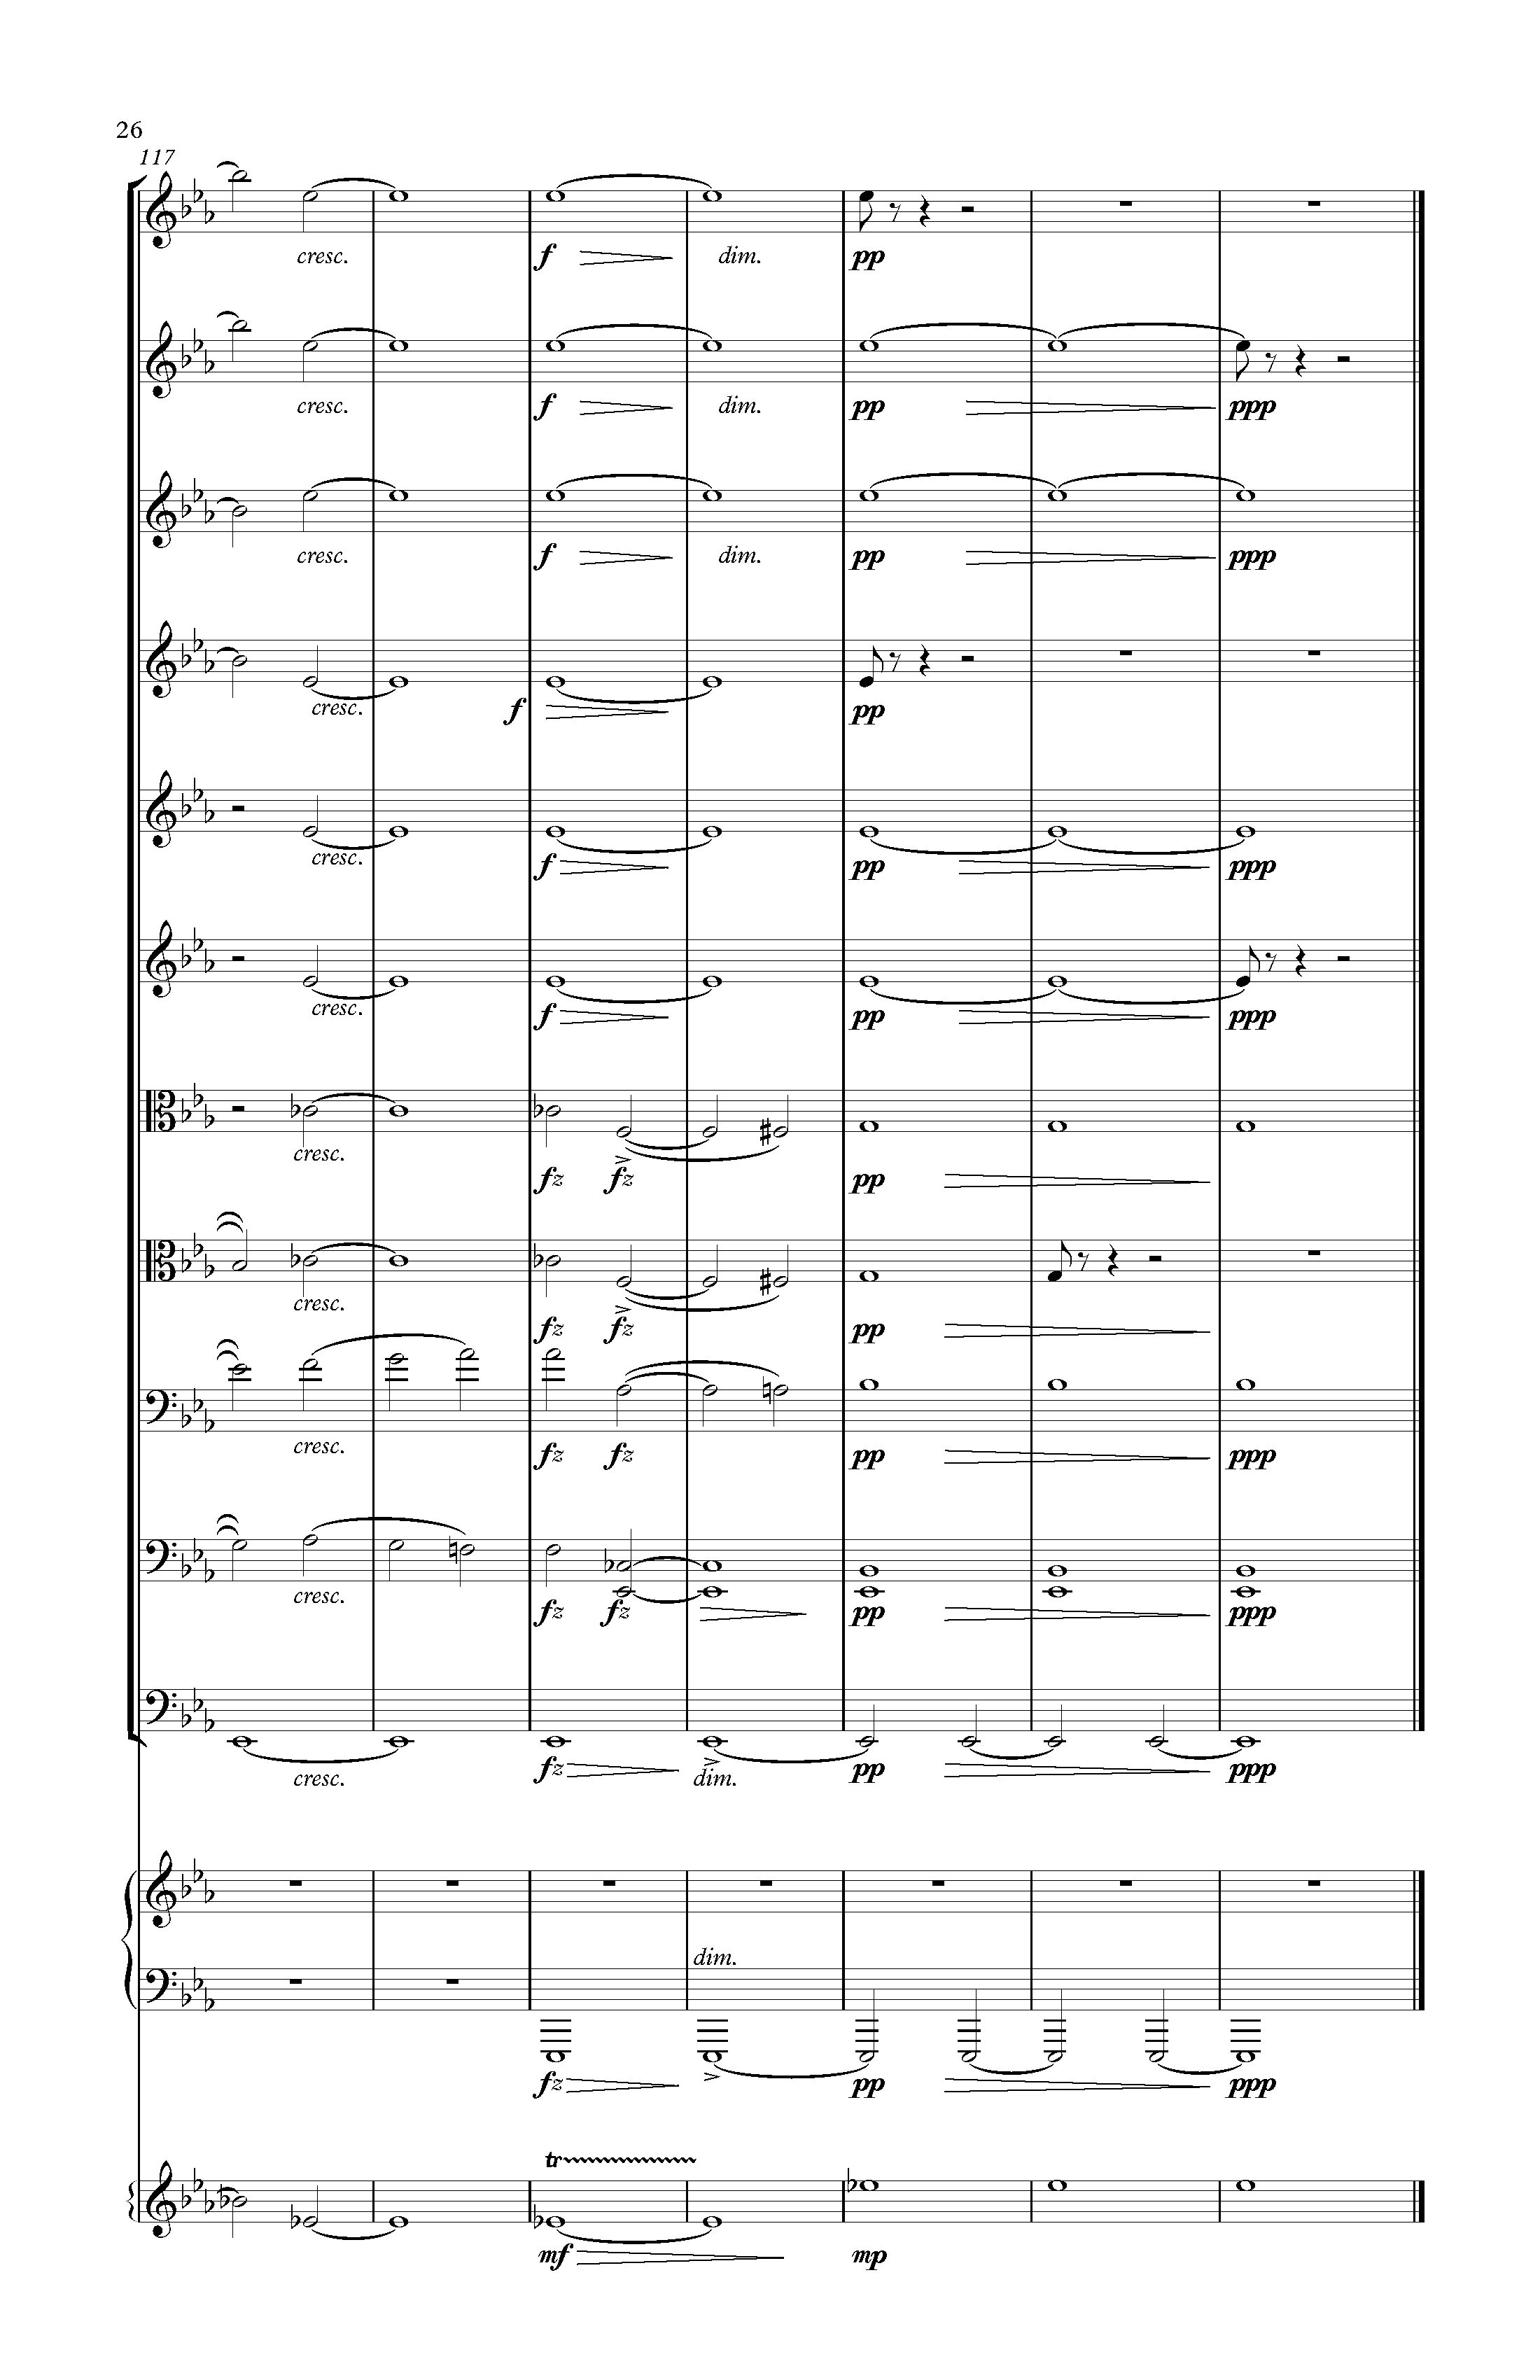 26
117
cresc. f dim. pp
cresc. f dim. pp ppp
cresc. f dim. pp ppp
cresc. f pp
cresc. f pp ppp
cresc. f pp ppp
cresc. fz fz pp
cresc. fz fz pp
cresc. fz fz pp ppp
cresc. fz fz pp ppp
cresc. fz dim. pp ppp
dim.
fz pp ppp
tr
mf mp